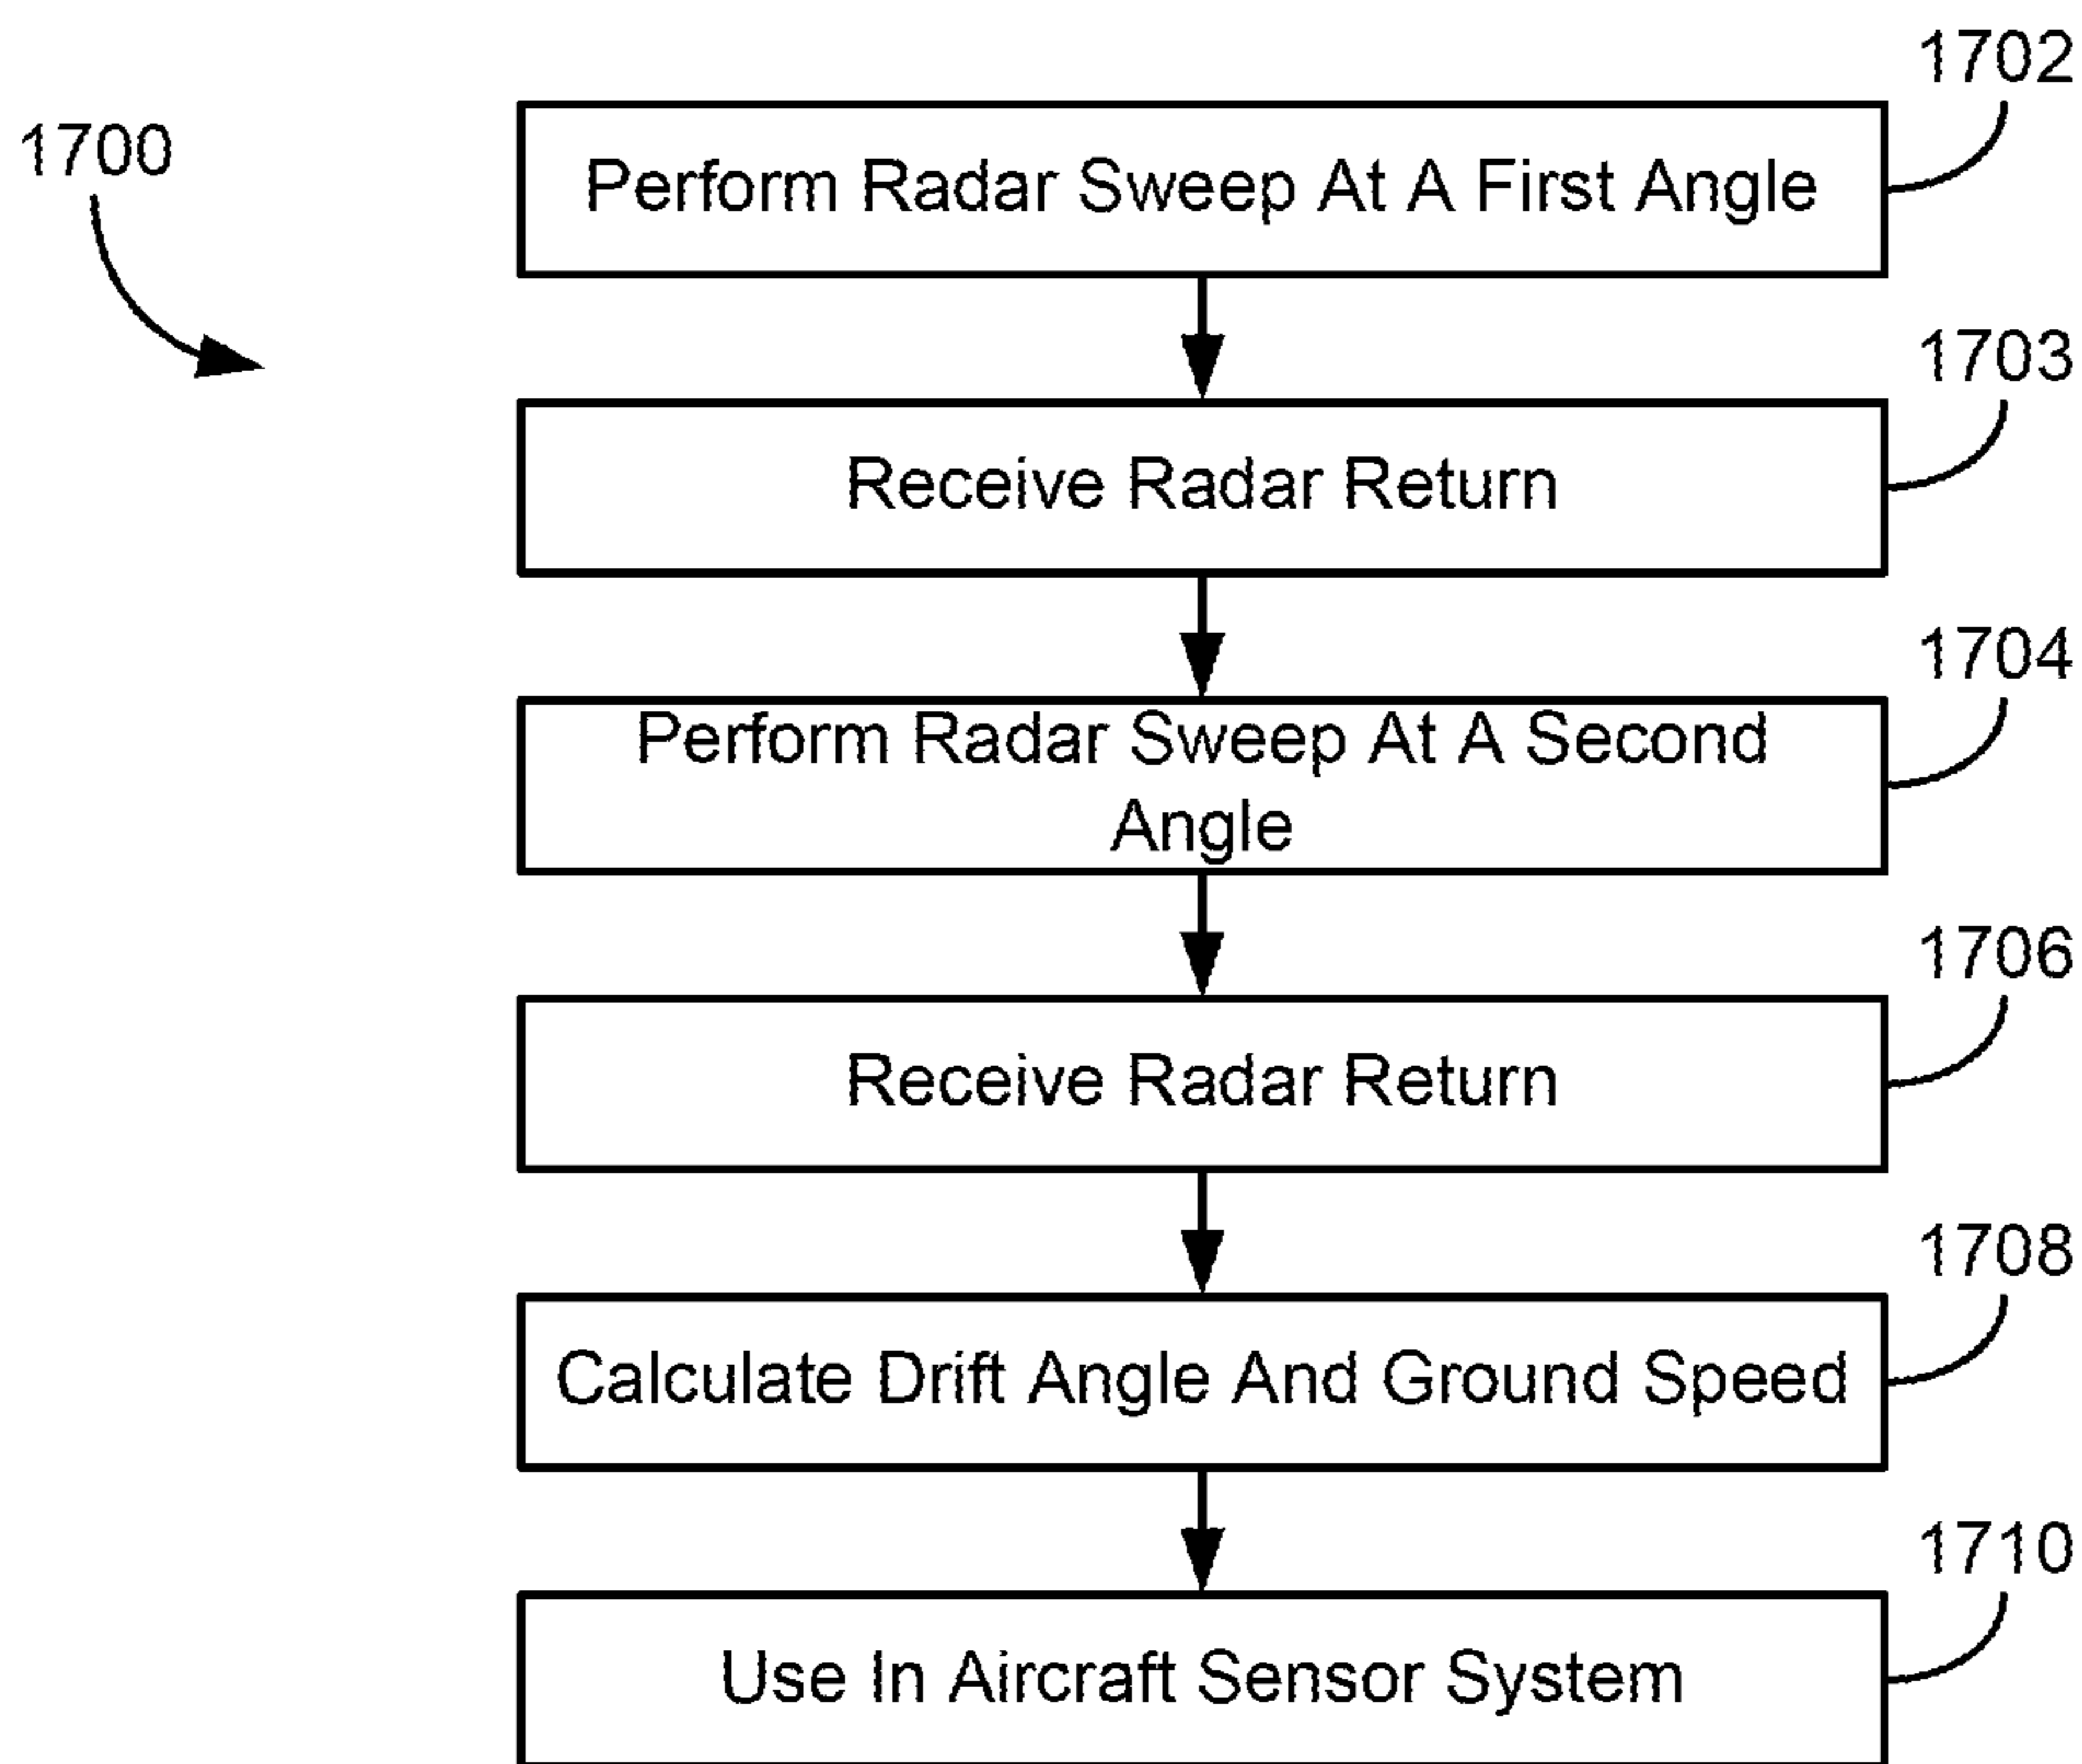 1702
1700
Perform Radar Sweep At A First Angle
1703
Receive Radar Return
1704
Perform Radar Sweep At A Second
Angle
1706
Receive Radar Return
1708
Calculate Drift Angle And Ground Speed
1710
Use In Aircraft Sensor System